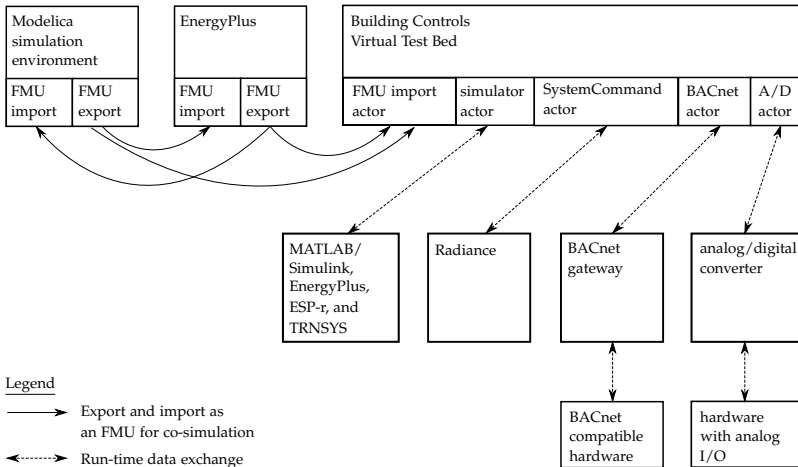 Modelica
simulation
environment
FMU
import
FMU
export
EnergyPlus
FMU
import
FMU
export
Building Controls
Virtual Test Bed
FMU import
actor
simulator
actor
SystemCommand
actor
BACnet
actor
A/D
actor
MATLAB/
Simulink,
EnergyPlus,
ESP-r, and
TRNSYS
Radiance
BACnet
gateway
analog/digital
converter
BACnet
compatible
hardware
hardware
with analog
I/O
Legend
Export and import as
an FMU for co-simulation
Run-time data exchange